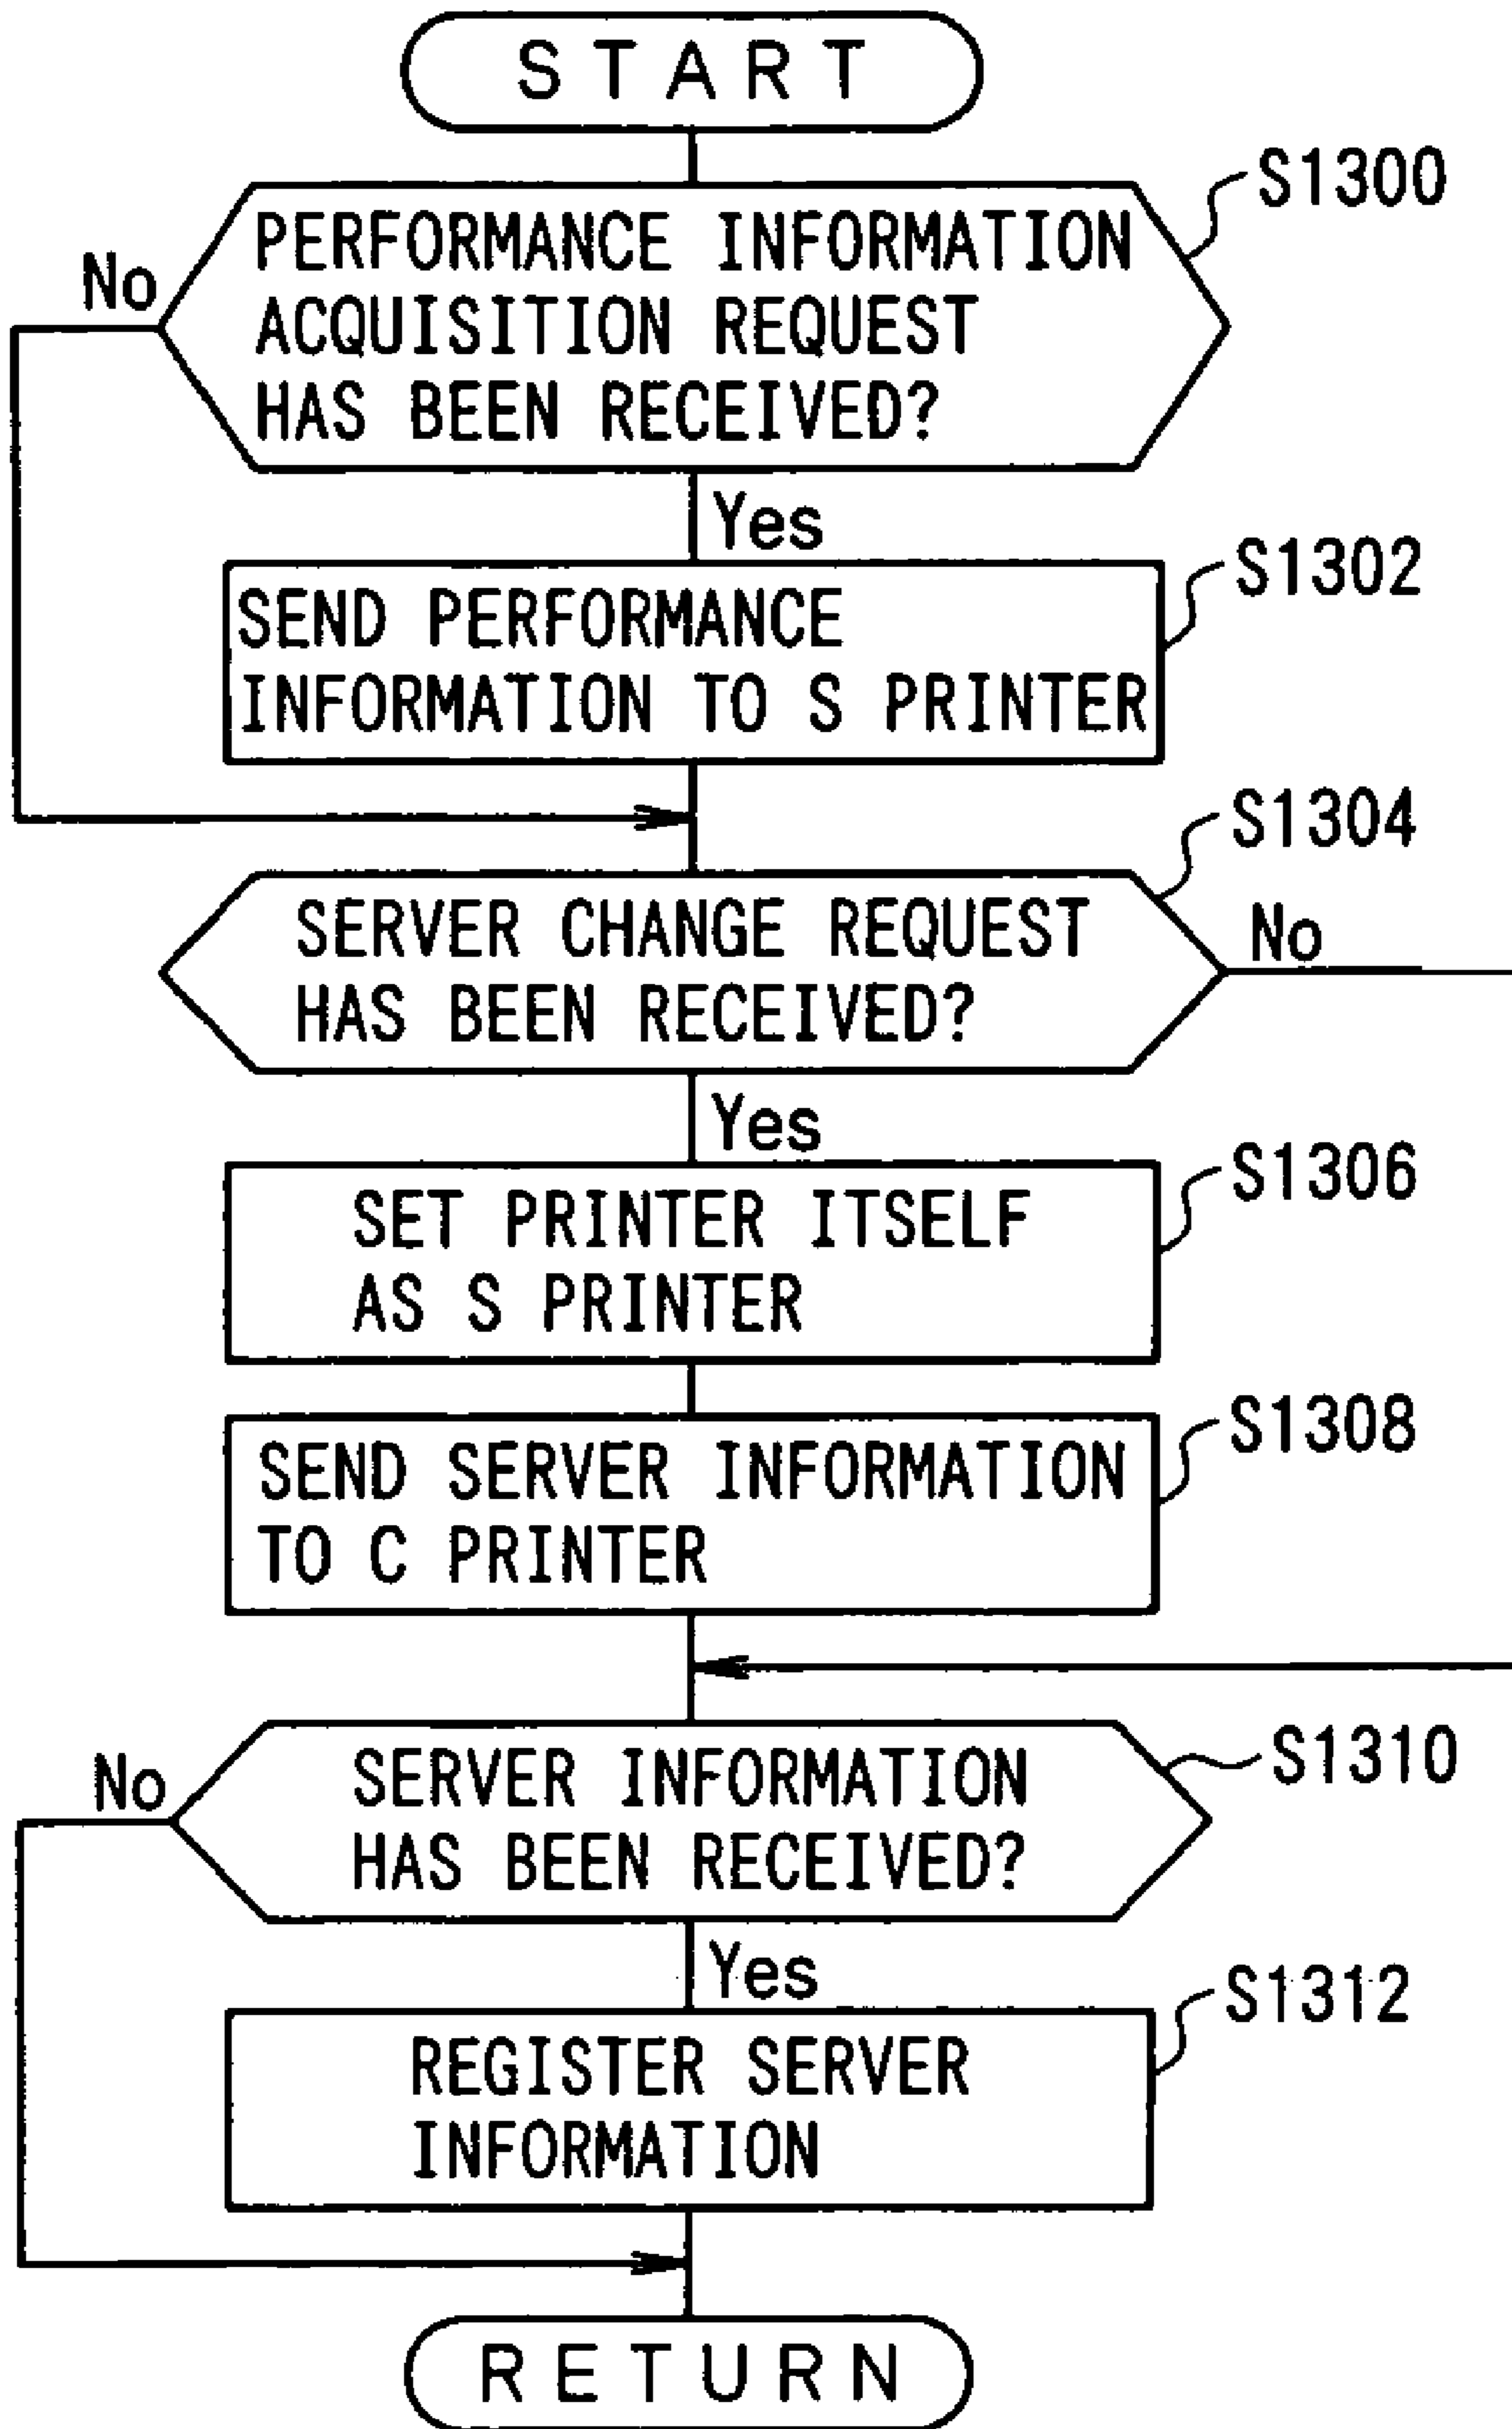 START
S1300
PERFORMANCE INFORMATION
No
ACQUISITION REQUEST
HAS BEEN RECEIVED?
Yes
S1302
SEND PERFORMANCE
INFORMATION TO S PRINTER
S1304
SERVER CHANGE REQUEST
No
HAS BEEN RECEIVED?
Yes
S1306
SET PRINTER ITSELF
AS S PRINTER
S1308
SEND SERVER INFORMATION
TO C PRINTER
S1310
No
SERVER INFORMATION
HAS BEEN RECEIVED?
Yes
S1312
REGISTER SERVER
INFORMATION
RETURN